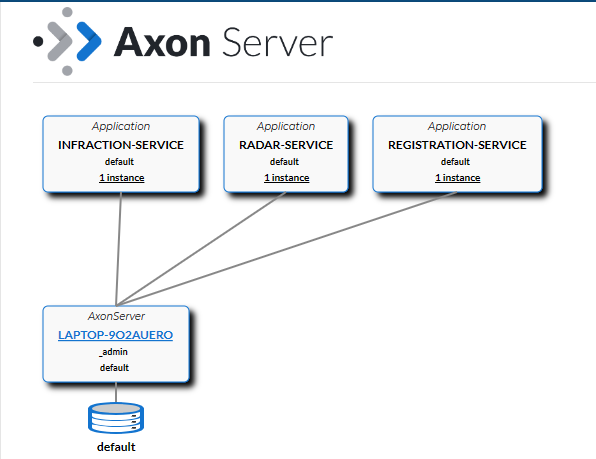 Axon Server
Application
INFRACTION-SERVICE
default
1 instance
Application
RADAR-SERVICE
default
1 instance
Application
REGISTRATION-SERVICE
default
1 instance
AxonServer
LAPTOP-9O2AUERO
_admin
default
default